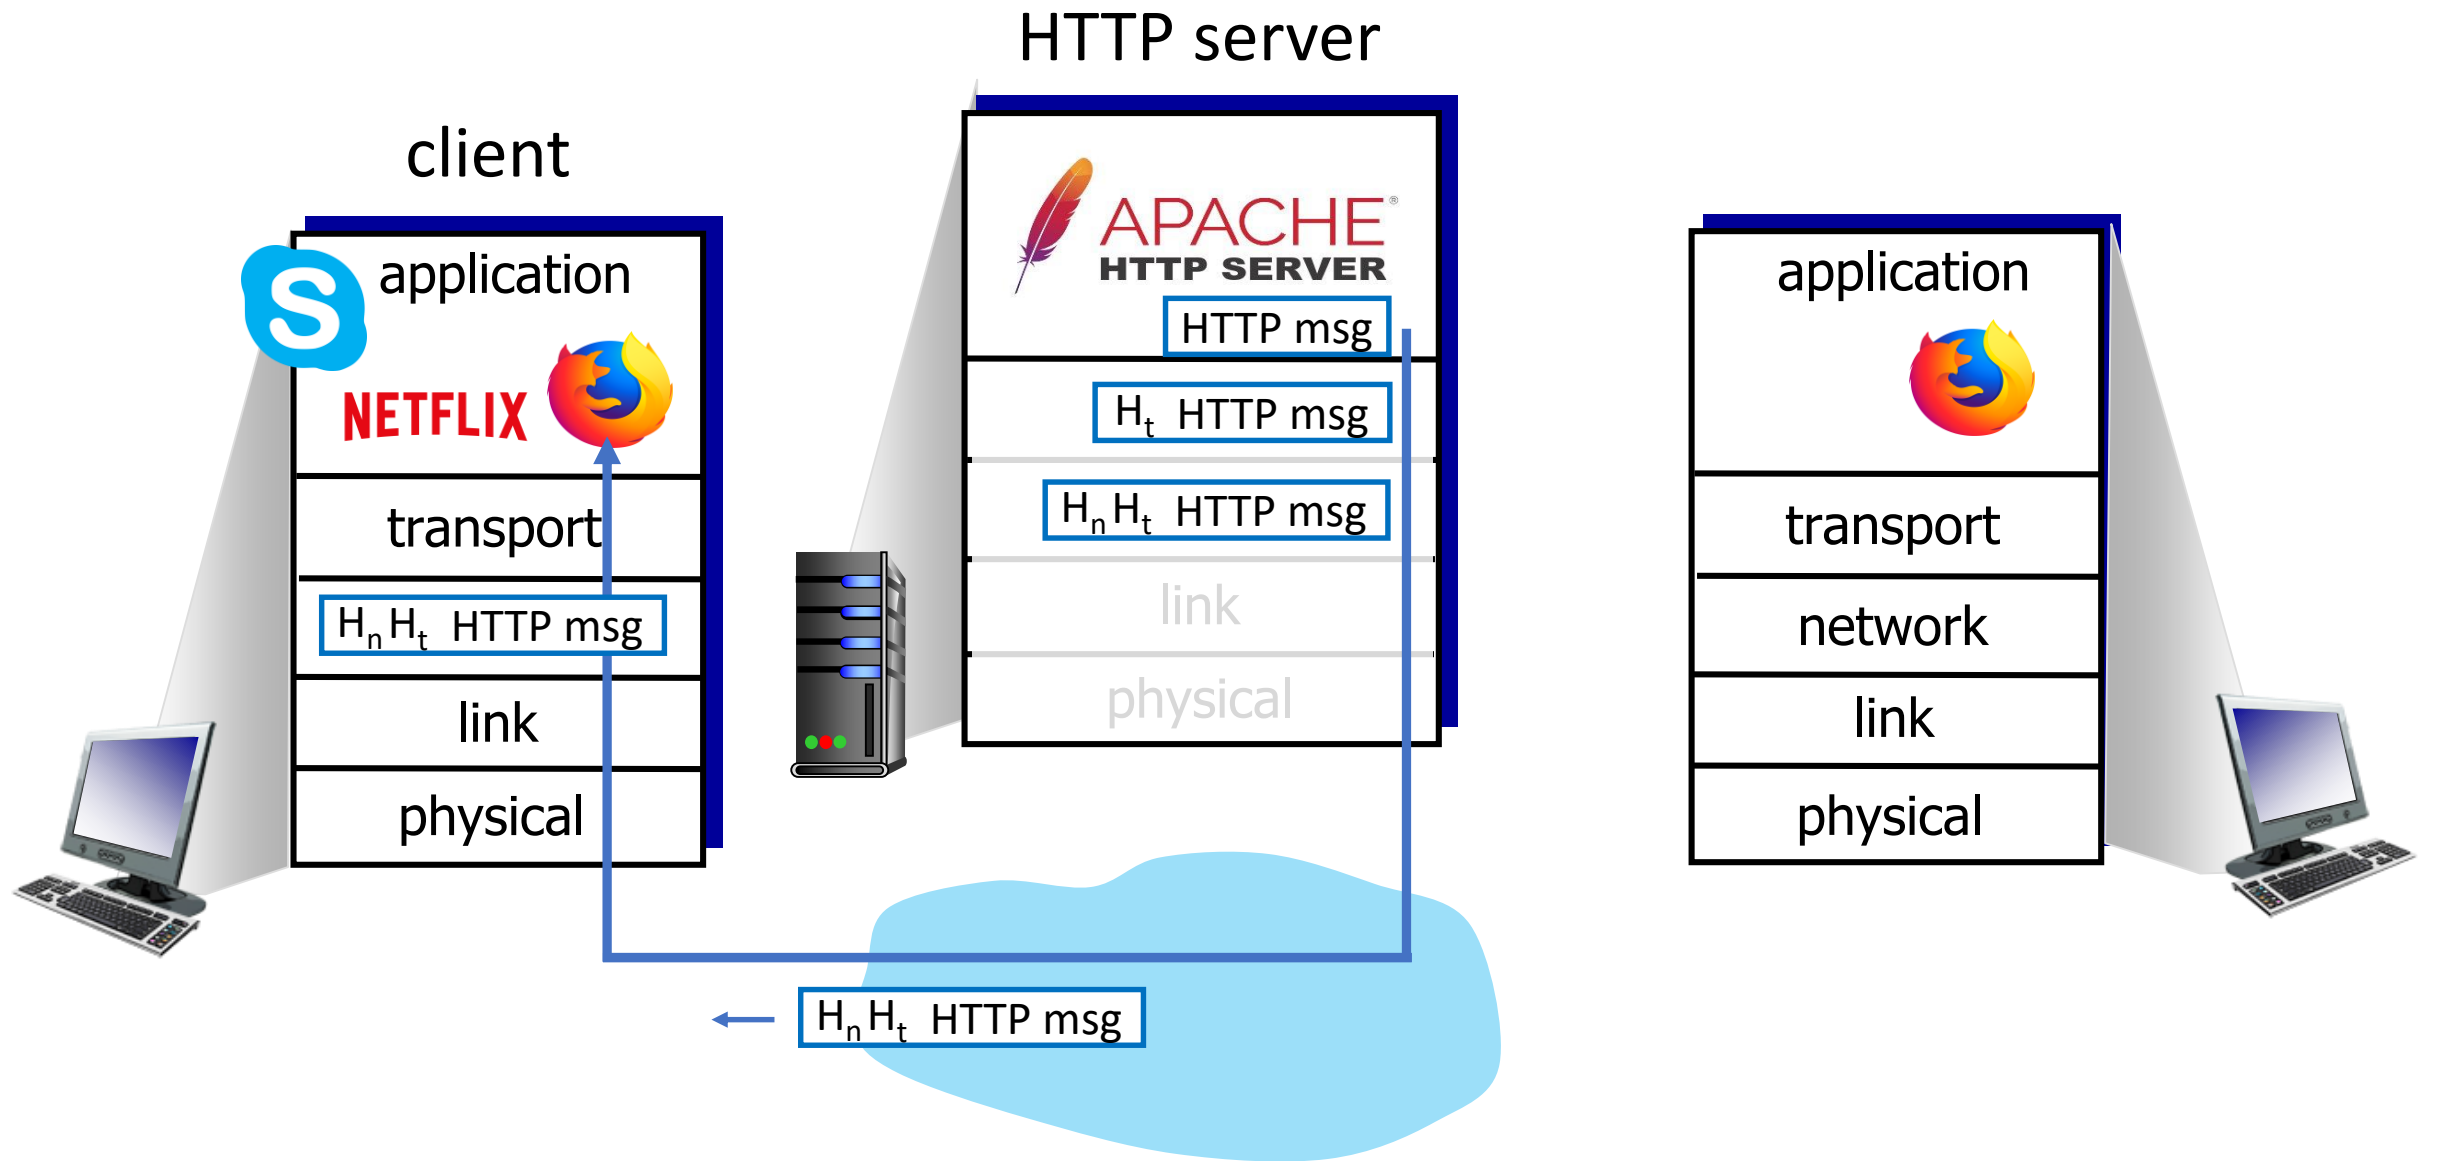 HTTP server
client
application
S
NETFLIX
transport
Hn Ht HTTP msg
link
physical
APACHE®
HTTP SERVER
HTTP msg
Ht HTTP msg
Hn Ht HTTP msg
link
physical
Hn Ht HTTP msg
application
transport
network
link
physical